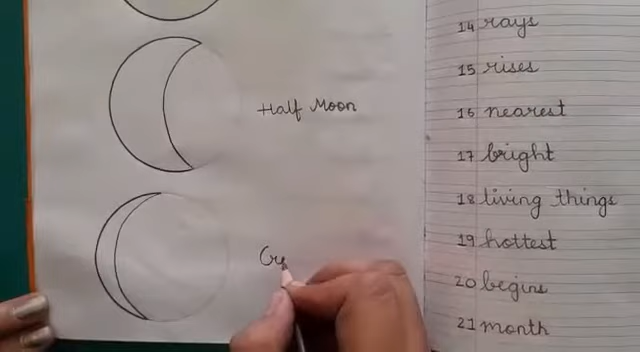 Half Moon
Cre
14 rays
15 rises
16 nearest
17 bright
18 living things
19 hottest
20 begins
21 month